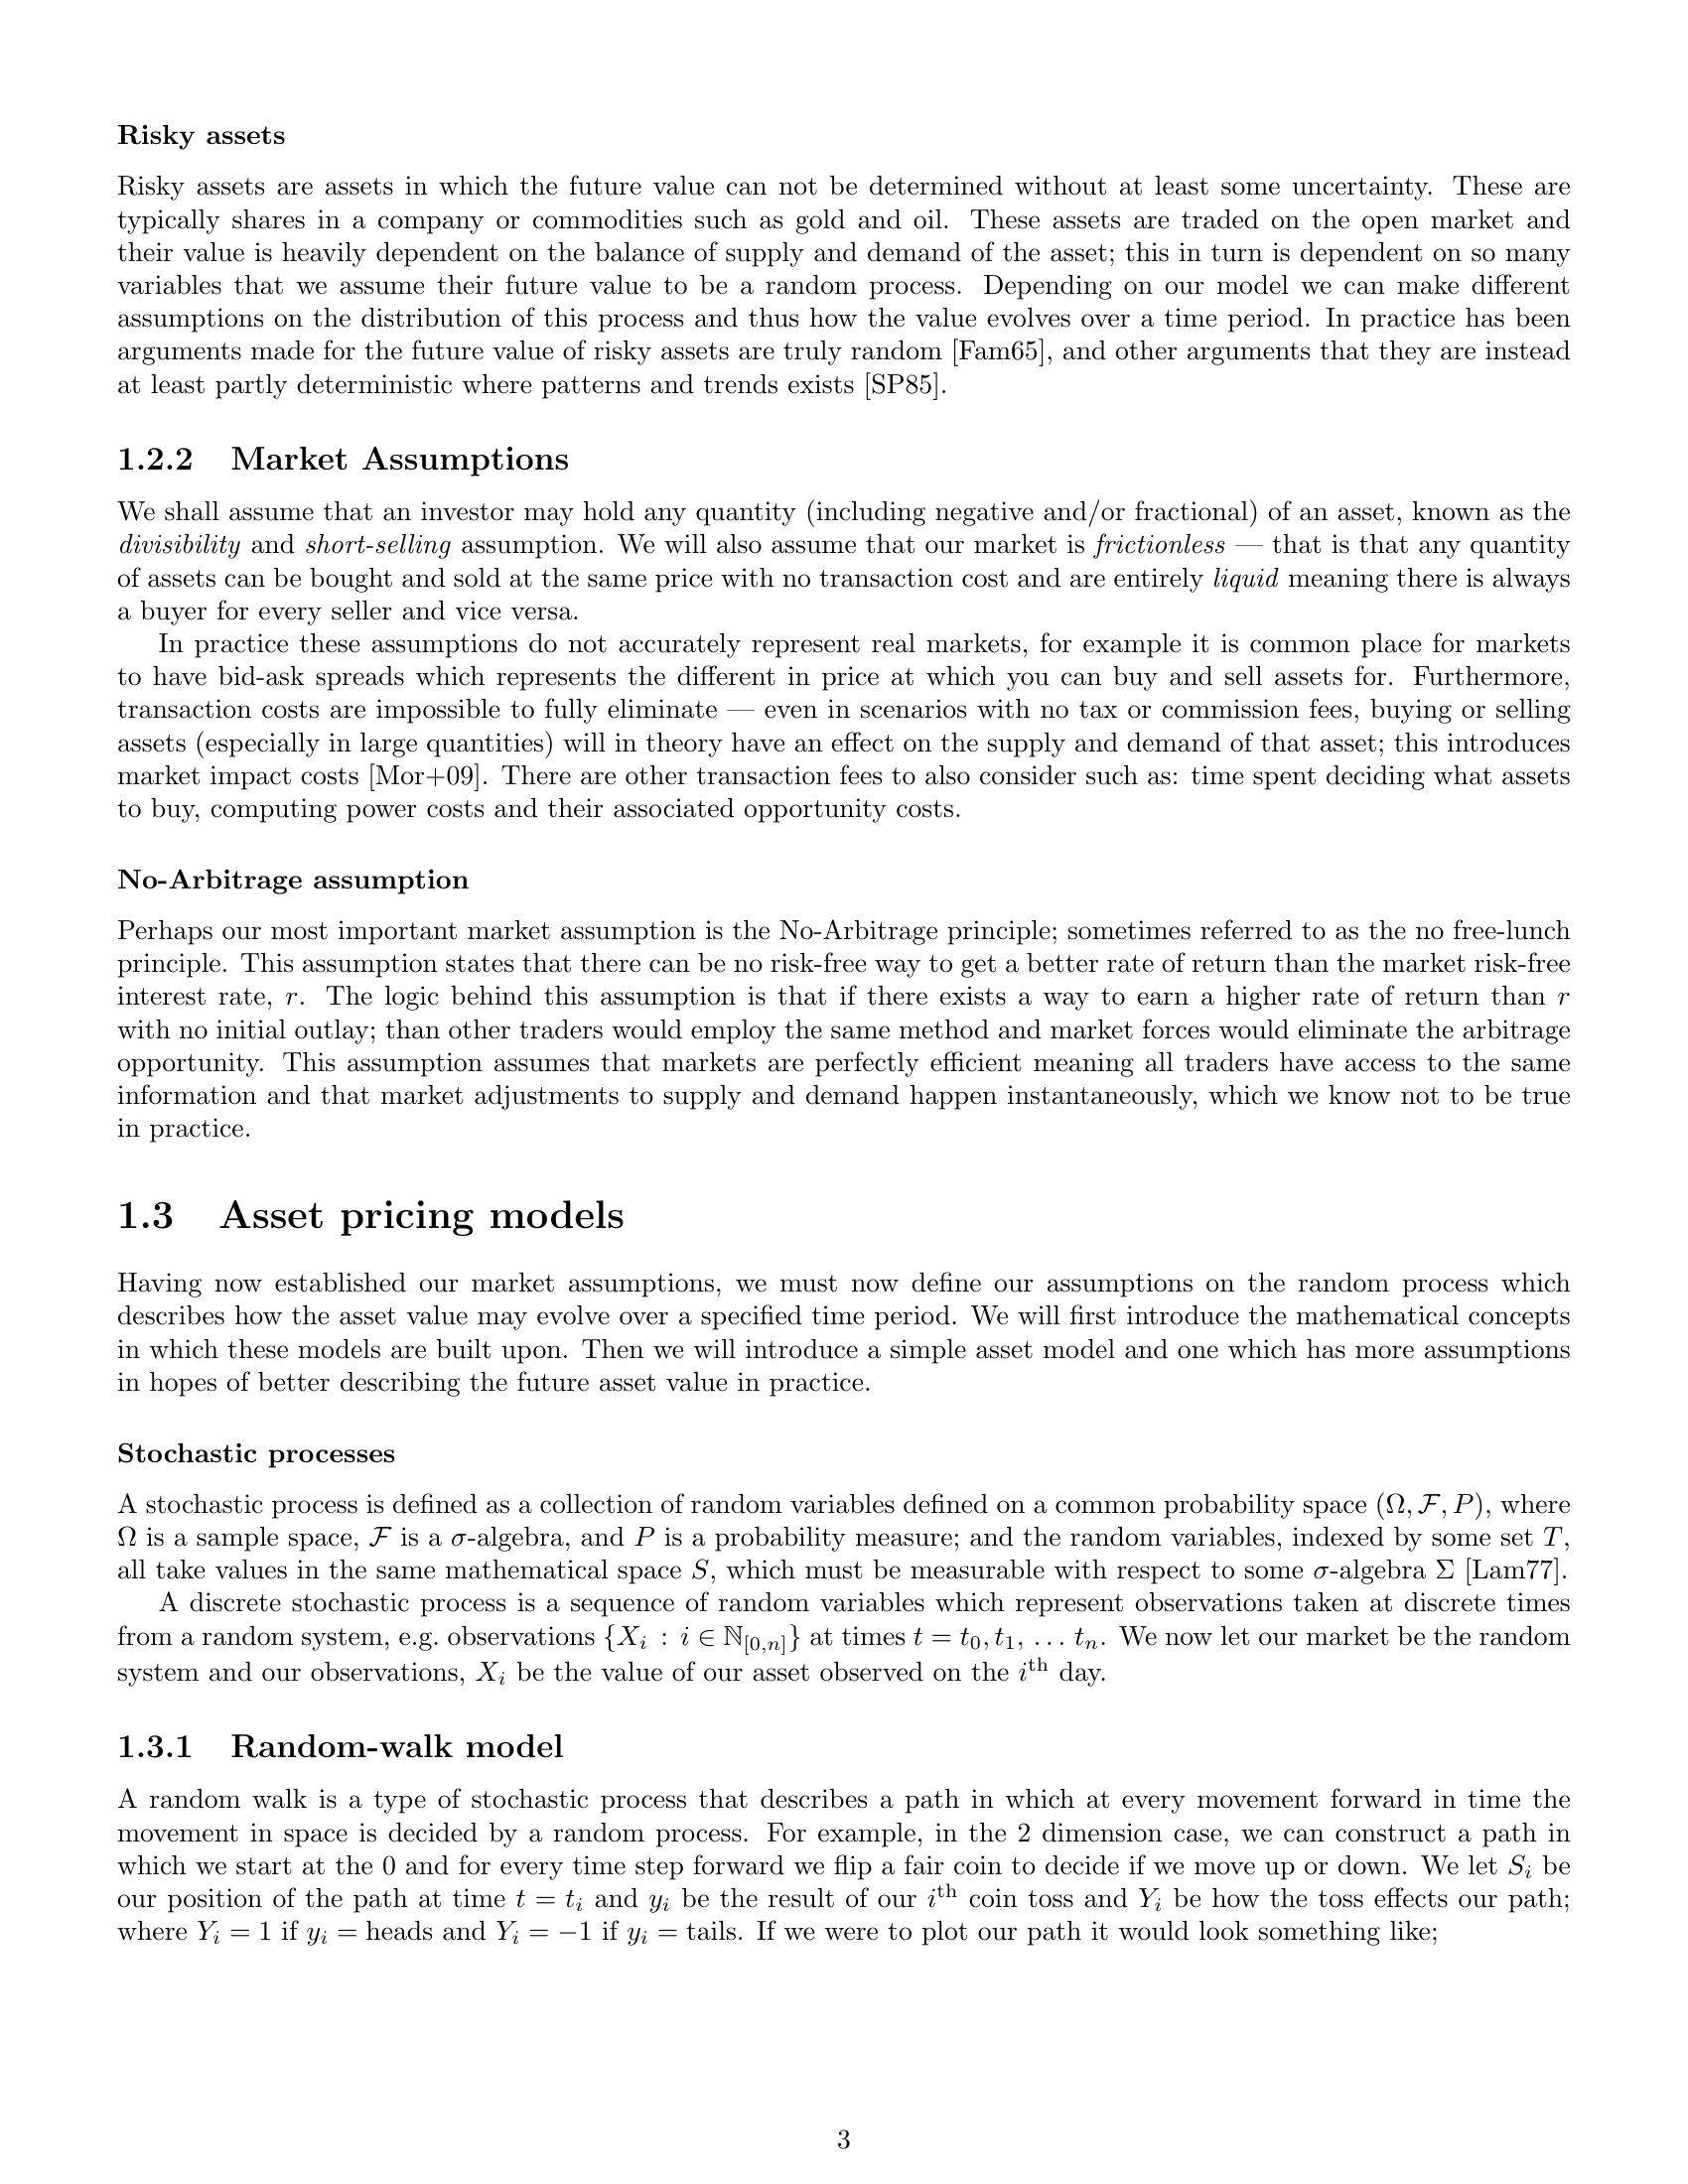 Risky assets
Risky assets are assets in which the future value can not be determined without at least some uncertainty. These are
typically shares in a company or commodities such as gold and oil. These assets are traded on the open market and
their value is heavily dependent on the balance of supply and demand of the asset; this in turn is dependent on so many
variables that we assume their future value to be a random process. Depending on our model we can make different
assumptions on the distribution of this process and thus how the value evolves over a time period. In practice has been
arguments made for the future value of risky assets are truly random [Fam65], and other arguments that they are instead
at least partly deterministic where patterns and trends exists [SP85].
1.2.2 Market Assumptions
We shall assume that an investor may hold any quantity (including negative and/or fractional) of an asset, known as the
divisibility and short-selling assumption. We will also assume that our market is frictionless — that is that any quantity
of assets can be bought and sold at the same price with no transaction cost and are entirely liquid meaning there is always
a buyer for every seller and vice versa.
In practice these assumptions do not accurately represent real markets, for example it is common place for markets
to have bid-ask spreads which represents the different in price at which you can buy and sell assets for. Furthermore,
transaction costs are impossible to fully eliminate — even in scenarios with no tax or commission fees, buying or selling
assets (especially in large quantities) will in theory have an effect on the supply and demand of that asset; this introduces
market impact costs [Mor+09]. There are other transaction fees to also consider such as: time spent deciding what assets
to buy, computing power costs and their associated opportunity costs.
No-Arbitrage assumption
Perhaps our most important market assumption is the No-Arbitrage principle; sometimes referred to as the no free-lunch
principle. This assumption states that there can be no risk-free way to get a better rate of return than the market risk-free
interest rate, r. The logic behind this assumption is that if there exists a way to earn a higher rate of return than r
with no initial outlay; than other traders would employ the same method and market forces would eliminate the arbitrage
opportunity. This assumption assumes that markets are perfectly efficient meaning all traders have access to the same
information and that market adjustments to supply and demand happen instantaneously, which we know not to be true
in practice.
1.3 Asset pricing models
Having now established our market assumptions, we must now define our assumptions on the random process which
describes how the asset value may evolve over a specified time period. We will first introduce the mathematical concepts
in which these models are built upon. Then we will introduce a simple asset model and one which has more assumptions
in hopes of better describing the future asset value in practice.
Stochastic processes
A stochastic process is defined as a collection of random variables defined on a common probability space (Ω, ℱ, P), where
Ω is a sample space, ℱ is a σ-algebra, and P is a probability measure; and the random variables, indexed by some set T,
all take values in the same mathematical space S, which must be measurable with respect to some σ-algebra Σ [Lam77].
A discrete stochastic process is a sequence of random variables which represent observations taken at discrete times
from a random system, e.g. observations {X_i : i ∈ ℕ_[0,n]} at times t = t_0, t_1, … t_n. We now let our market be the random
system and our observations, X_i be the value of our asset observed on the i^th day.
1.3.1 Random-walk model
A random walk is a type of stochastic process that describes a path in which at every movement forward in time the
movement in space is decided by a random process. For example, in the 2 dimension case, we can construct a path in
which we start at the 0 and for every time step forward we flip a fair coin to decide if we move up or down. We let S_i be
our position of the path at time t = t_i and y_i be the result of our i^th coin toss and Y_i be how the toss effects our path;
where Y_i = 1 if y_i = heads and Y_i = −1 if y_i = tails. If we were to plot our path it would look something like;
3